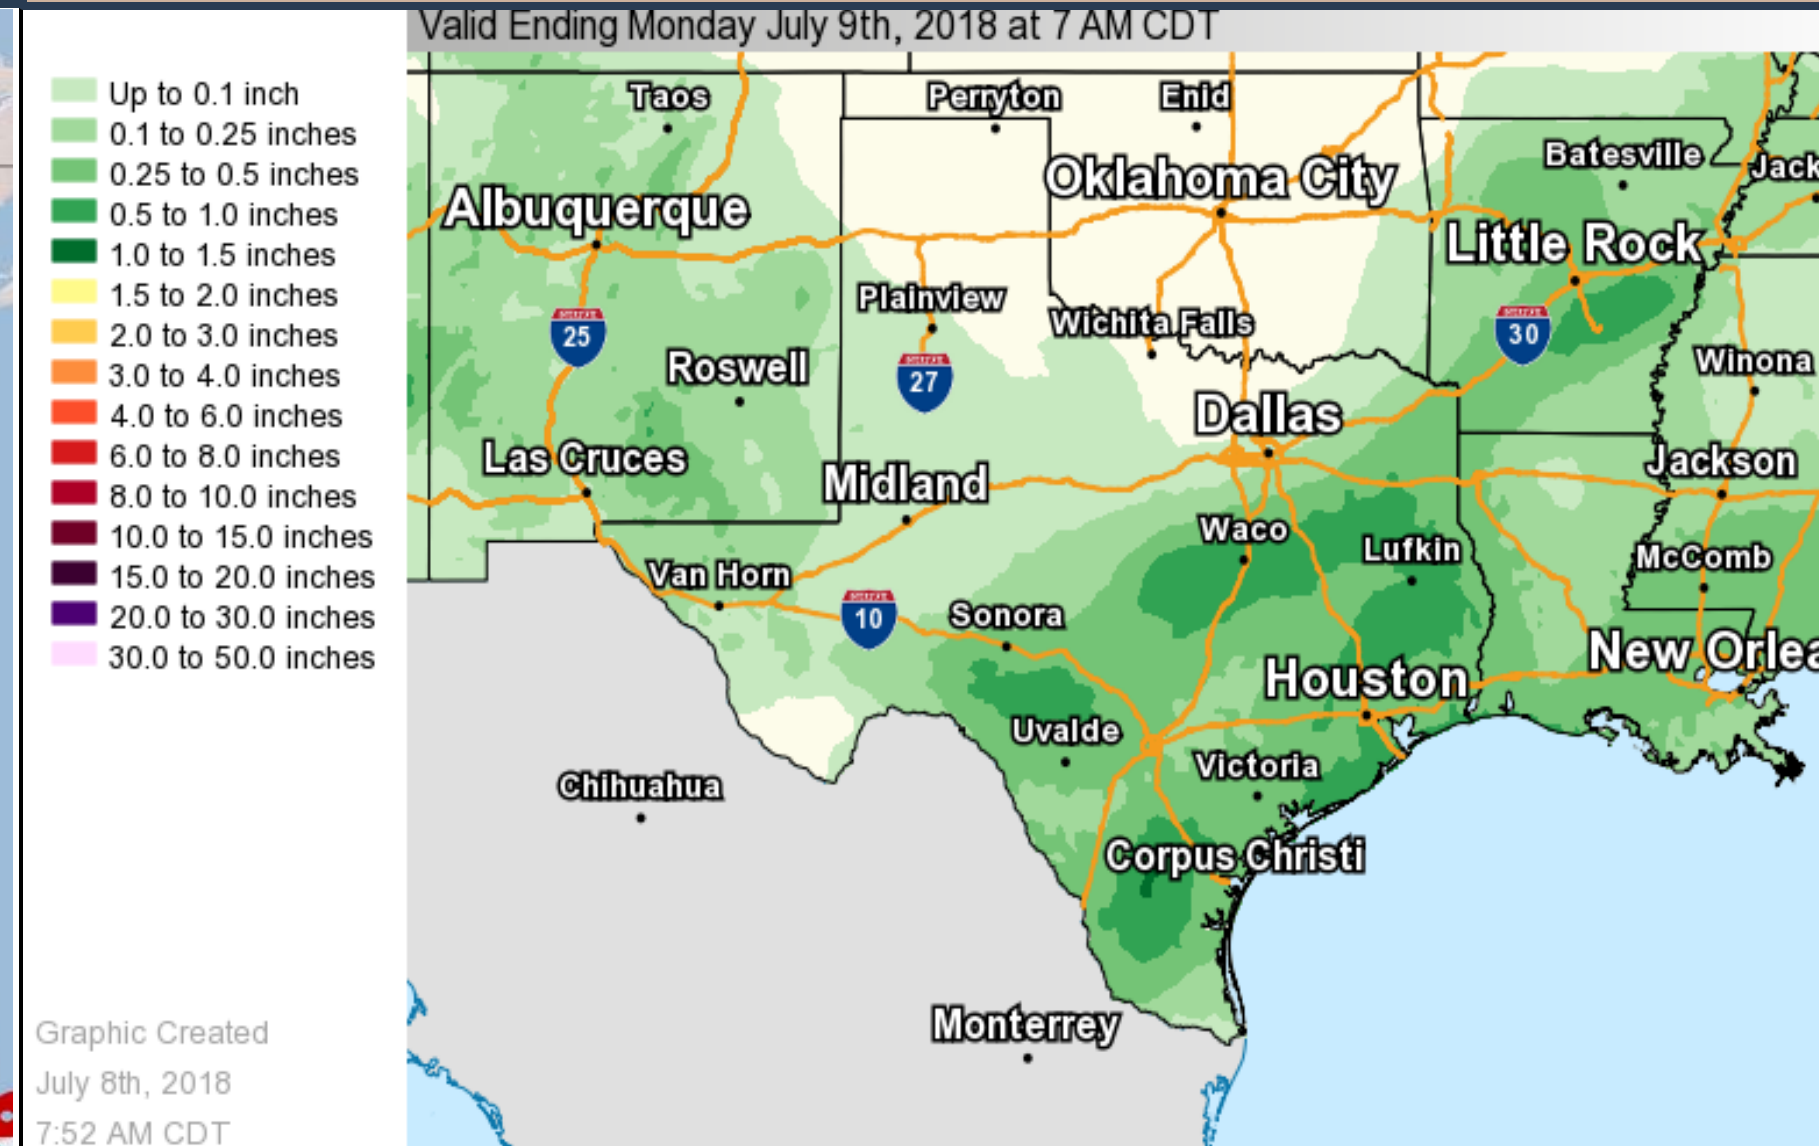 Valid Ending Monday July 9th, 2018 at 7 AM CDT
Up to 0.1 inch
0.1 to 0.25 inches
0.25 to 0.5 inches
0.5 to 1.0 inches
1.0 to 1.5 inches
1.5 to 2.0 inches
2.0 to 3.0 inches
3.0 to 4.0 inches
4.0 to 6.0 inches
6.0 to 8.0 inches
8.0 to 10.0 inches
10.0 to 15.0 inches
15.0 to 20.0 inches
20.0 to 30.0 inches
30.0 to 50.0 inches
Graphic Created
July 8th, 2018
7:52 AM CDT
Taos
Perryton
Enid
Batesville
Jack
Oklahoma City
Albuquerque
Little Rock
Plainview
Wichita Falls
25
30
Roswell
27
Winona
Dallas
Las Cruces
Midland
Jackson
Waco
Lufkin
McComb
Van Horn
10
Sonora
New Orlea
Houston
Uvalde
Victoria
Chihuahua
Corpus Christi
Monterrey